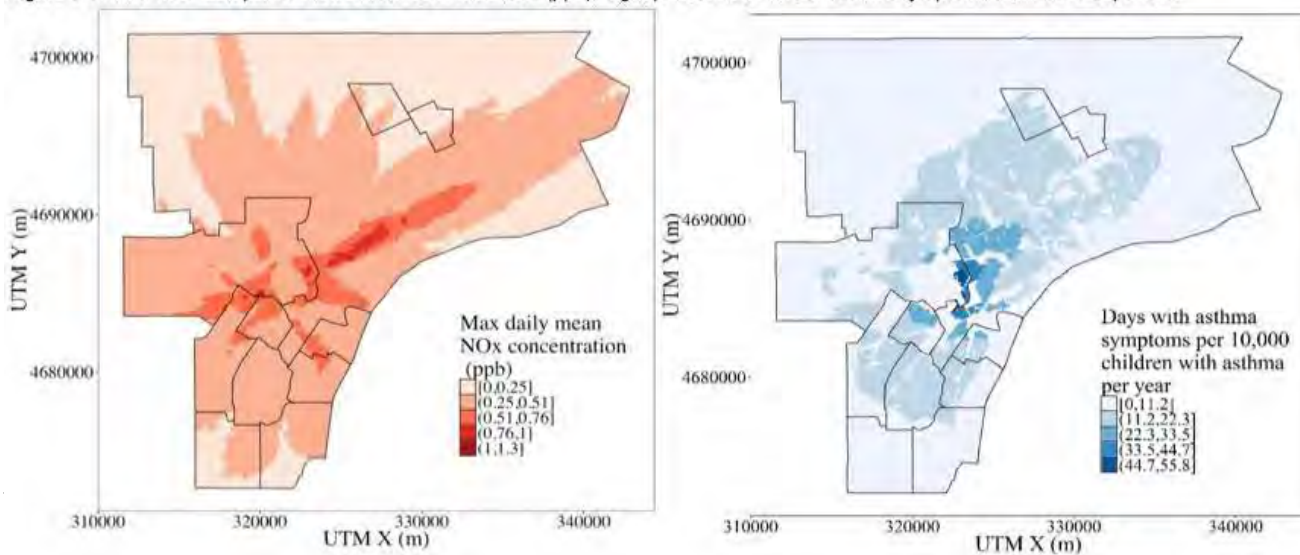 4700000
4690000
4680000
UTM Y (m)
310000
320000
330000
340000
UTM X (m)
Max daily mean
NOx concentration
(ppb)
[0,0.25]
(0.25,0.51]
(0.51,0.76]
(0.76,1]
(1,1.3]
4700000
4690000
4680000
UTM Y (m)
310000
320000
330000
340000
UTM X (m)
Days with asthma
symptoms per 10,000
children with asthma
per year
[0,11.2]
(11.2,22.3]
(22.3,33.5]
(33.5,44.7]
(44.7,55.8]